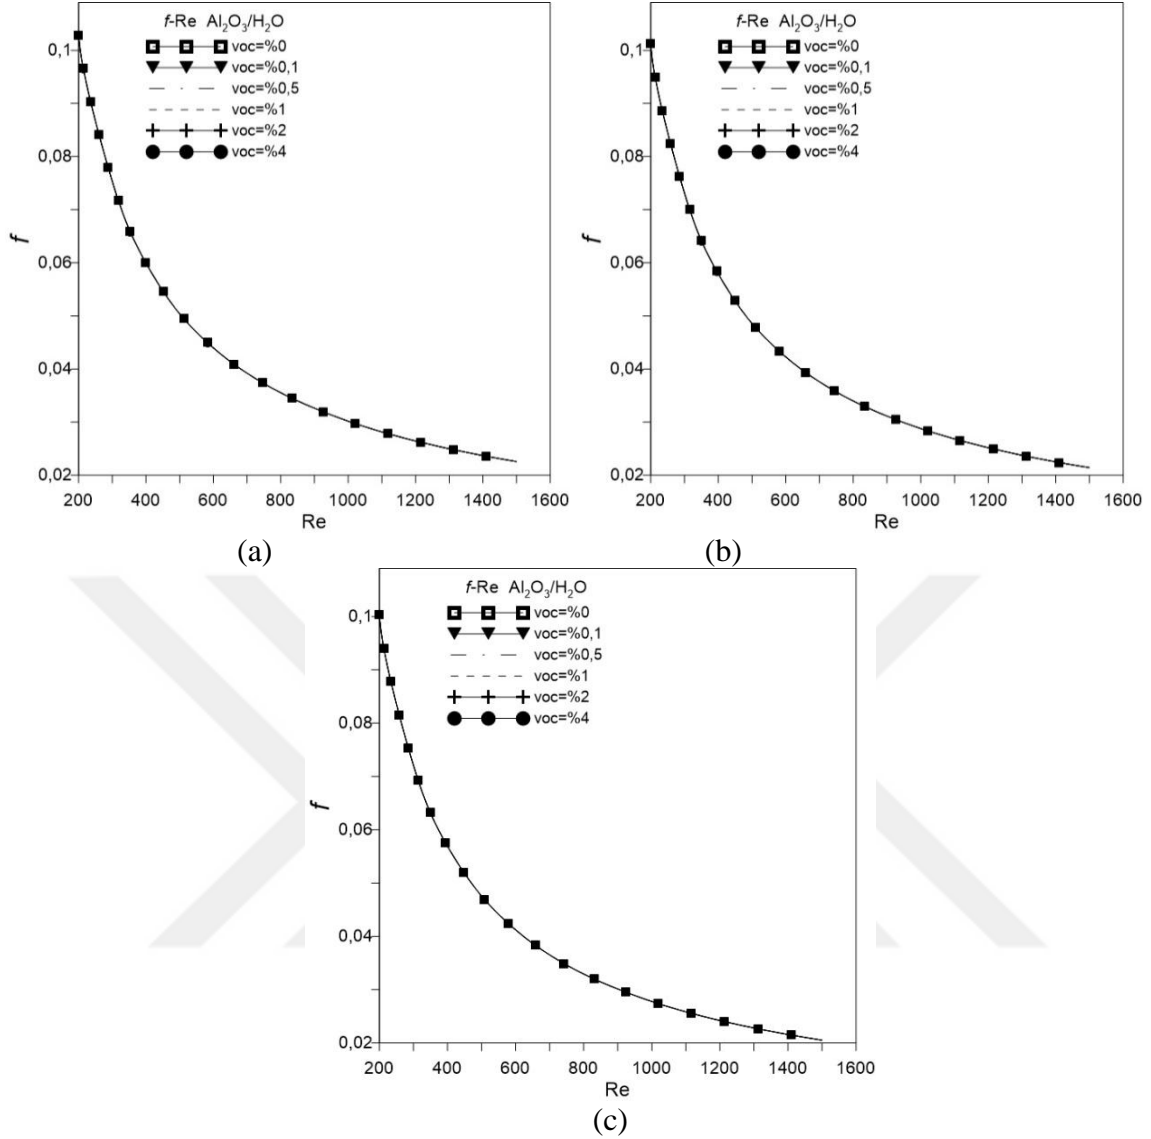 f-Re Al₂O₃/H₂O
voc=%0
voc=%0,1
voc=%0,5
voc=%1
voc=%2
voc=%4
0,1
0,08
0,06
0,04
0,02
f
200 400 600 800 1000 1200 1400 1600
Re
(a)
f-Re Al₂O₃/H₂O
voc=%0
voc=%0,1
voc=%0,5
voc=%1
voc=%2
voc=%4
0,1
0,08
0,06
0,04
0,02
f
200 400 600 800 1000 1200 1400 1600
Re
(b)
f-Re Al₂O₃/H₂O
voc=%0
voc=%0,1
voc=%0,5
voc=%1
voc=%2
voc=%4
0,1
0,08
0,06
0,04
0,02
f
200 400 600 800 1000 1200 1400 1600
Re
(c)